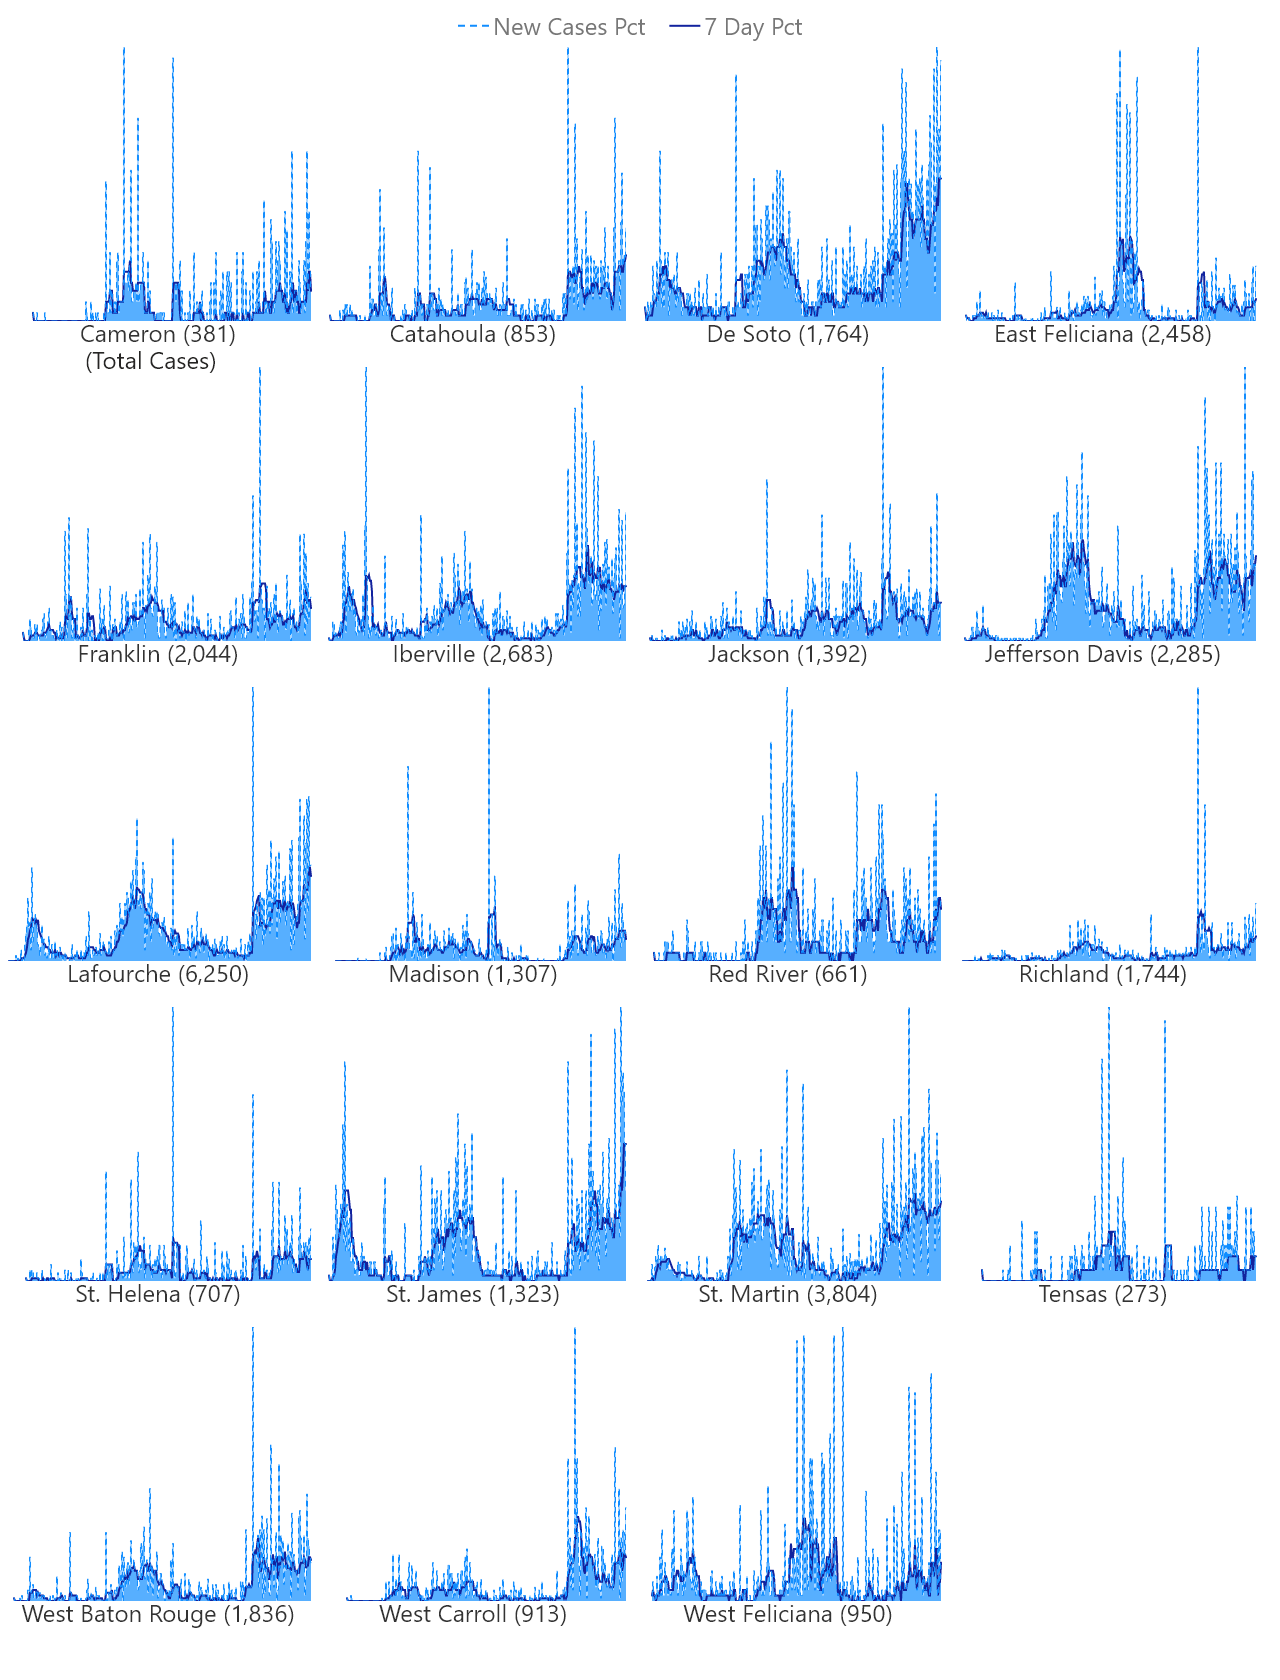 New Cases Pct 7 Day Pct
Cameron (381) Catahoula (853) De Soto (1,764) East Feliciana (2,458)
(Total Cases)
Franklin (2,044) Iberville (2,683) Jackson (1,392) Jefferson Davis (2,285)
Lafourche (6,250) Madison (1,307) Red River (661) Richland (1,744)
St. Helena (707) St. James (1,323) St. Martin (3,804) Tensas (273)
West Baton Rouge (1,836) West Carroll (913) West Feliciana (950)